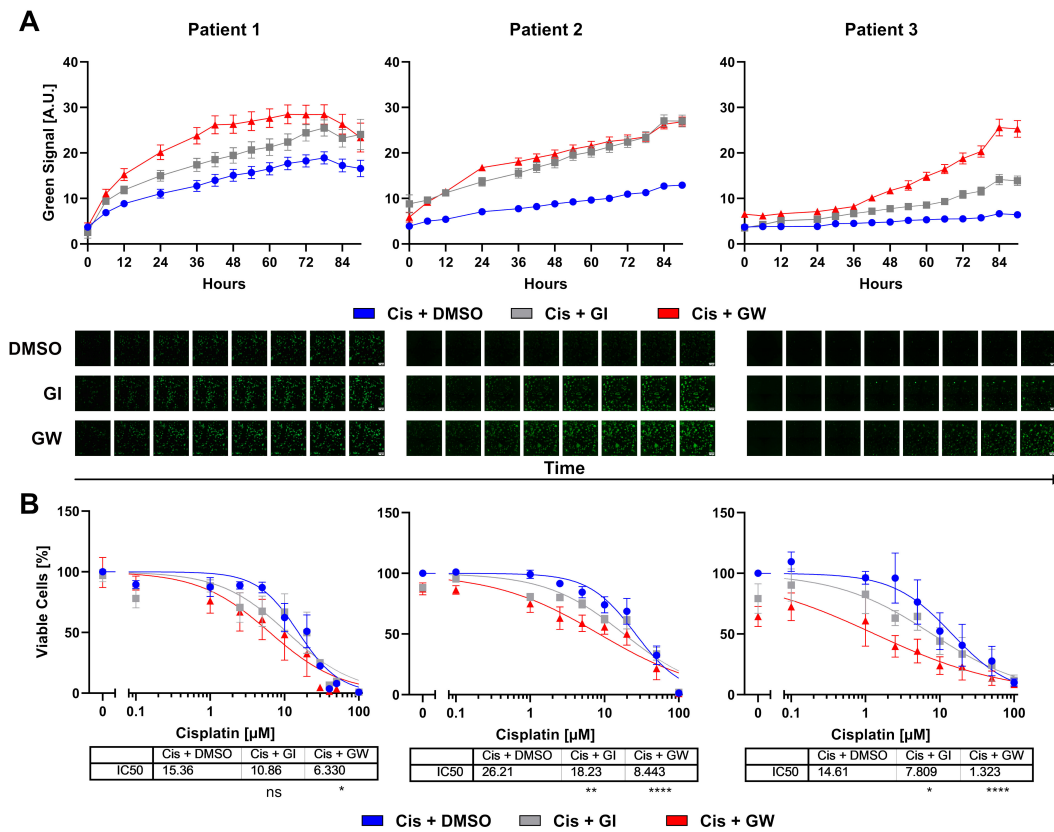 A
Patient 1 Patient 2 Patient 3
Green Signal [A.U.]
40 40 40
30 30 30
20 20 20
10 10 10
0 0 0
0 12 24 36 48 60 72 84 0 12 24 36 48 60 72 84 0 12 24 36 48 60 72 84
Hours Hours Hours
Cis + DMSO Cis + GI Cis + GW
DMSO
GI
GW
Time
B
Viable Cells [%]
150 150 150
100 100 100
50 50 50
0 0 0
0 0.1 1 10 100 0 0.1 1 10 100 0 0.1 1 10 100
Cisplatin [µM] Cisplatin [µM] Cisplatin [µM]
Cis + DMSO Cis + GI Cis + GW Cis + DMSO Cis + GI Cis + GW Cis + DMSO Cis + GI Cis + GW
IC50 15.36 10.86 6.330 IC50 26.21 18.23 8.443 IC50 14.61 7.809 1.323
ns * ** **** * ****
Cis + DMSO Cis + GI Cis + GW